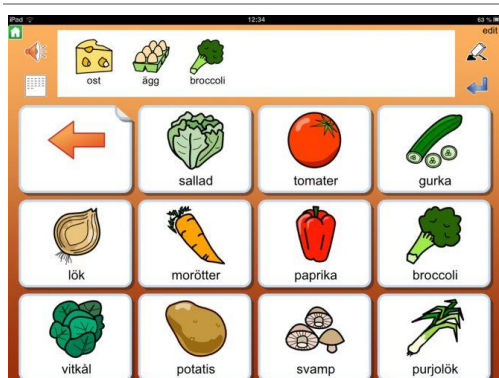 iPad 12:34 63 %
edit
ost ägg broccoli
sallad tomater gurka
lök morötter paprika broccoli
vitkål potatis svamp purjolök